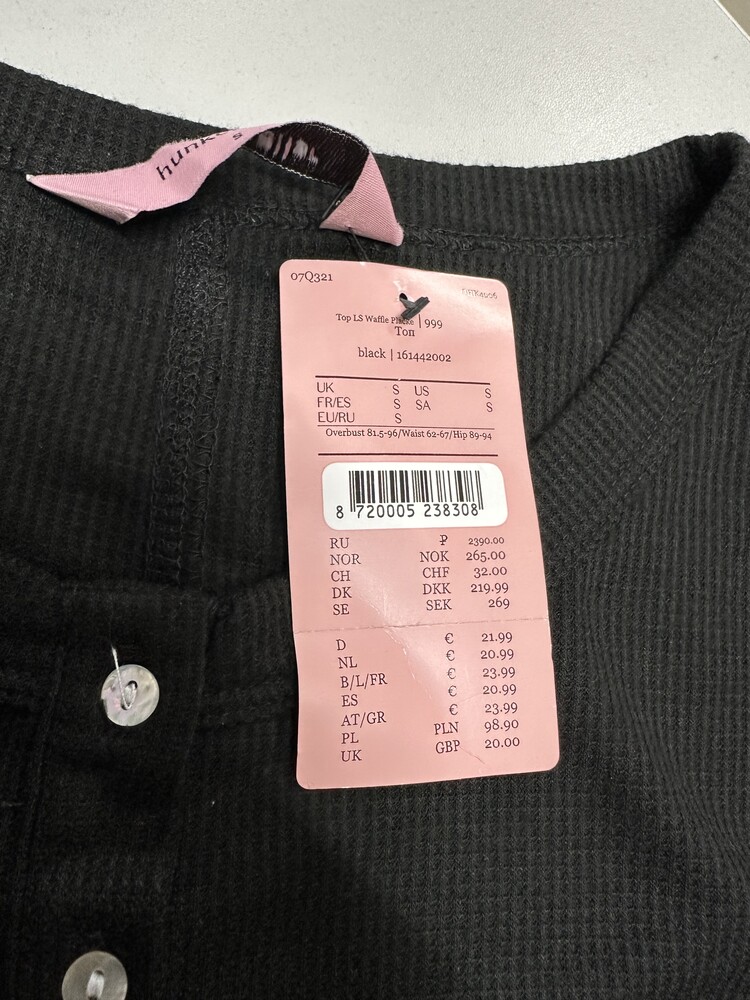 hunk
07Q321
Top LS Waffle | 999
Ton
black | 161442002
UK S US S
FR/ES S SA S
EU/RU S
Overbust 81.5-96/Waist 62-67/Hip 89-94
8 720005 238308
RU ₽ 2390.00
NOR NOK 265.00
CH CHF 32.00
DK DKK 219.99
SE SEK 269
D € 21.99
NL € 20.99
B/L/FR € 23.99
ES € 20.99
AT/GR € 23.99
PL PLN 98.90
UK GBP 20.00